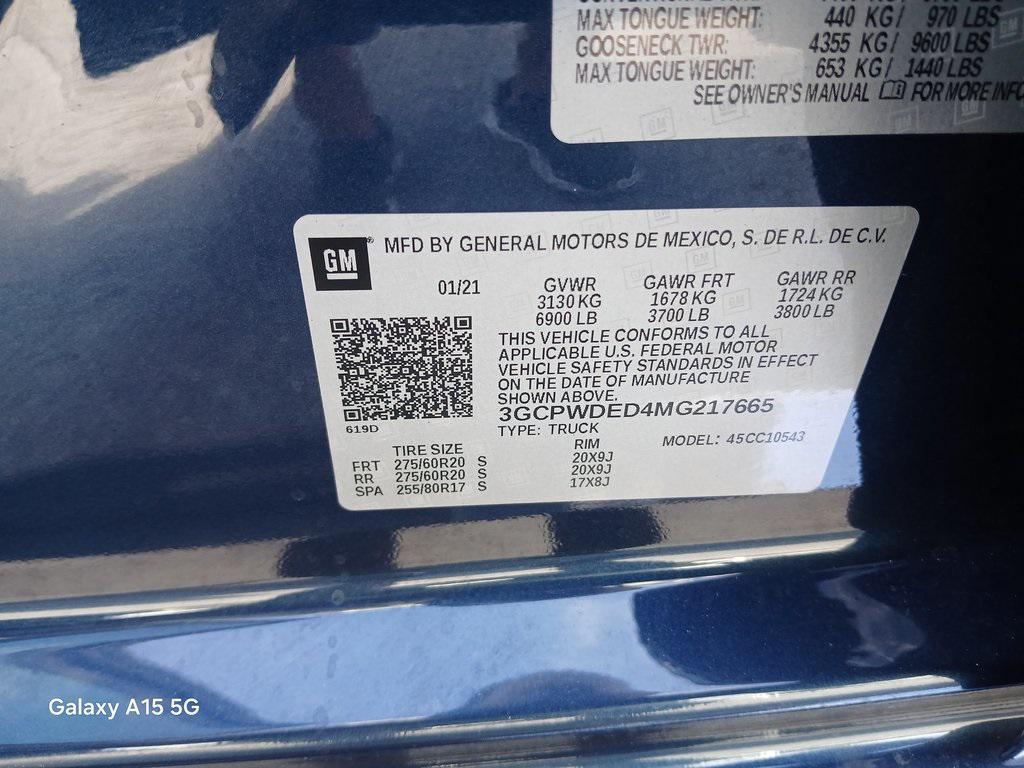 MAX TONGUE WEIGHT: 440 KG/ 970 LBS
GOOSENECK TWR: 4355 KG/ 9600 LBS
MAX TONGUE WEIGHT: 653 KG/ 1440 LBS
SEE OWNER'S MANUAL FOR MORE INFO
GM
MFD BY GENERAL MOTORS DE MEXICO, S. DE R.L. DE C.V.
01/21
GVWR GAWR FRT GAWR RR
3130 KG 1678 KG 1724 KG
6900 LB 3700 LB 3800 LB
THIS VEHICLE CONFORMS TO ALL
APPLICABLE U.S. FEDERAL MOTOR
VEHICLE SAFETY STANDARDS IN EFFECT
ON THE DATE OF MANUFACTURE
SHOWN ABOVE.
3GCPWDED4MG217665
TYPE: TRUCK
MODEL: 45CC10543
619D
TIRE SIZE RIM
FRT 275/60R20 S 20X9J
RR 275/60R20 S 20X9J
SPA 255/80R17 S 17X8J
Galaxy A15 5G